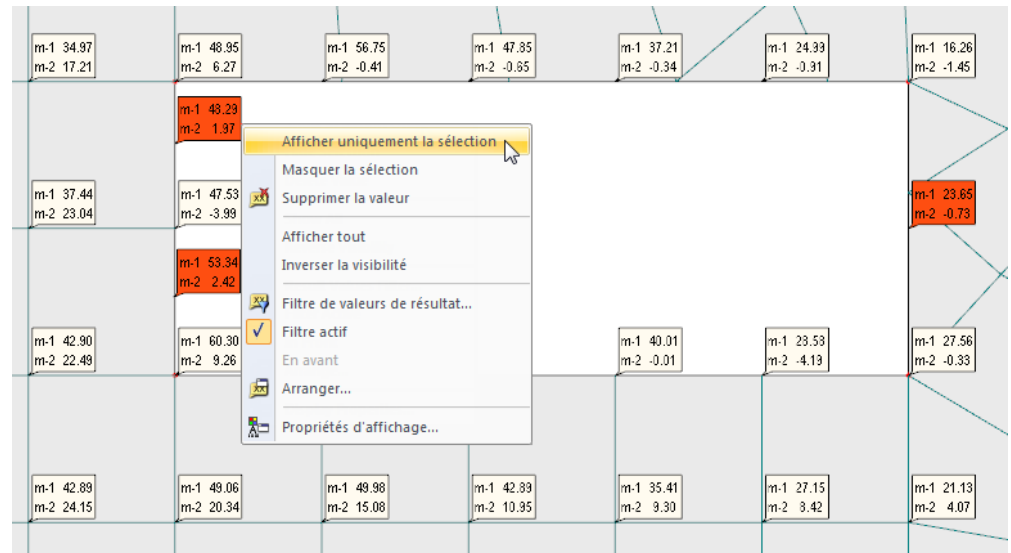 m-1 34.97
m-2 17.21
m-1 48.95
m-2 6.27
m-1 56.75
m-2 -0.41
m-1 47.85
m-2 -0.65
m-1 37.21
m-2 -0.34
m-1 24.99
m-2 -0.91
m-1 16.26
m-2 -1.45
m-1 48.29
m-2 1.97
Afficher uniquement la sélection
Masquer la sélection
Supprimer la valeur
Afficher tout
Inverser la visibilité
Filtre de valeurs de résultat...
Filtre actif
En avant
Arranger...
Propriétés d'affichage...
m-1 37.44
m-2 23.04
m-1 47.53
m-2 -3.99
m-1 23.65
m-2 -0.73
m-1 53.34
m-2 2.42
m-1 42.90
m-2 22.49
m-1 60.30
m-2 9.26
m-1 40.01
m-2 -0.01
m-1 23.53
m-2 -4.19
m-1 27.56
m-2 -0.33
m-1 42.89
m-2 24.15
m-1 49.06
m-2 20.34
m-1 49.98
m-2 15.08
m-1 42.89
m-2 10.95
m-1 35.41
m-2 9.30
m-1 27.15
m-2 8.42
m-1 21.13
m-2 4.07